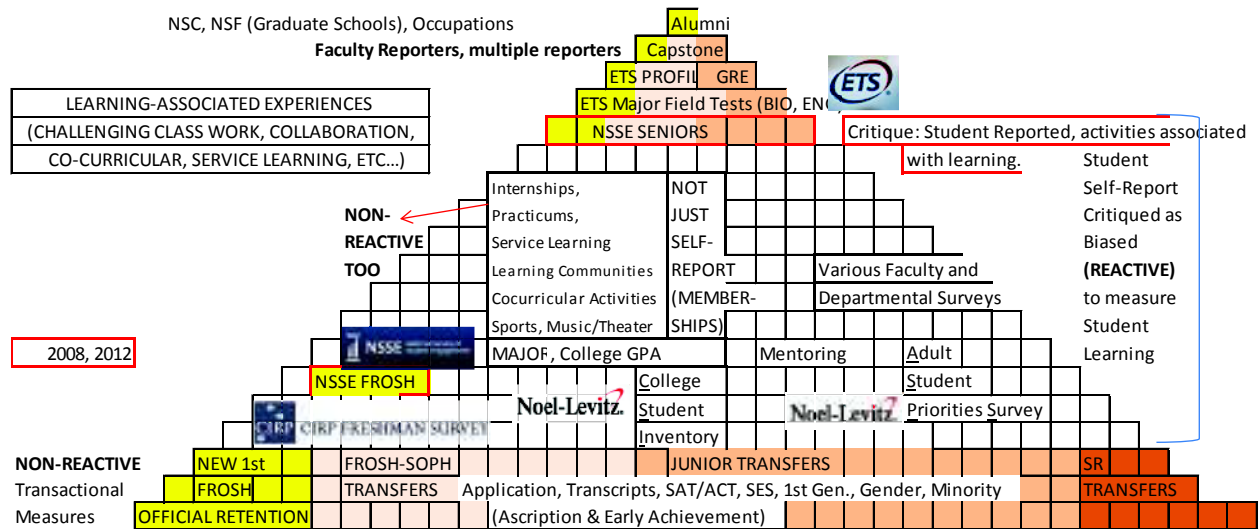 NSC, NSF (Graduate Schools), Occupations
Alumni
Faculty Reporters, multiple reporters
Capstone
ETS PROFIL GRE
ETS
ETS Major Field Tests (BIO, ENG
LEARNING-ASSOCIATED EXPERIENCES
(CHALLENGING CLASS WORK, COLLABORATION,
CO-CURRICULAR, SERVICE LEARNING, ETC...)
NSSE SENIORS
Critique: Student Reported, activities associated
with learning.
Student
Self-Report
Critiqued as
Biased
(REACTIVE)
to measure
Student
Learning
NON-
REACTIVE
TOO
Internships,
Practicums,
Service Learning
Learning Communities
Cocurricular Activities
Sports, Music/Theater
NOT
JUST
SELF-
REPORT
(MEMBER-
SHIPS)
Various Faculty and
Departmental Surveys
2008, 2012
NSSE
MAJOR, College GPA
Mentoring
Adult
Student
Priorities Survey
NSSE FROSH
College
Student
Inventory
Noel-Levitz.
Noel-Levitz
CIRP CIRP FRESHMAN SURVEY
NON-REACTIVE
Transactional
Measures
NEW 1st
FROSH
OFFICIAL RETENTION
FROSH-SOPH
TRANSFERS
JUNIOR TRANSFERS
SR
TRANSFERS
Application, Transcripts, SAT/ACT, SES, 1st Gen., Gender, Minority
(Ascription & Early Achievement)